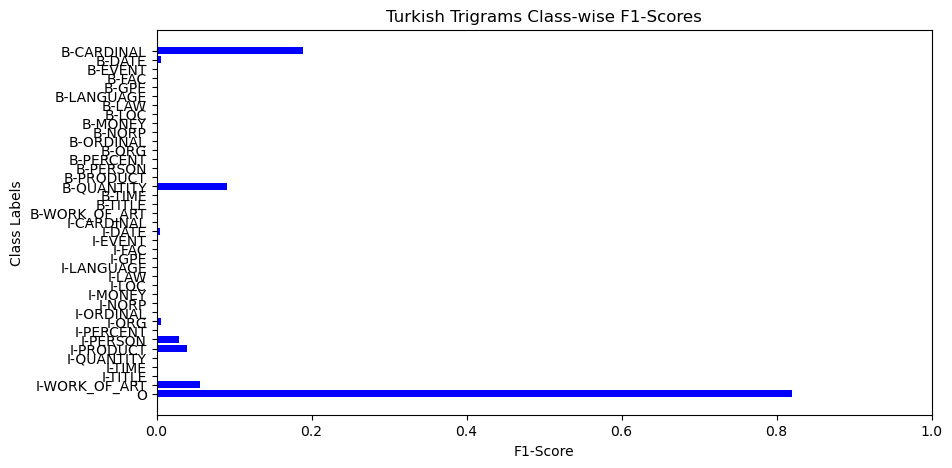 Turkish Trigrams Class-wise F1-Scores
Class Labels
B-CARDINAL
B-DATE
B-EVENT
B-FAC
B-GPE
B-LANGUAGE
B-LAW
B-LOC
B-MONEY
B-NORP
B-ORDINAL
B-ORG
B-PERCENT
B-PERSON
B-PRODUCT
B-QUANTITY
B-TIME
B-TITLE
B-WORK_OF_ART
I-CARDINAL
I-DATE
I-EVENT
I-FAC
I-GPE
I-LANGUAGE
I-LAW
I-LOC
I-MONEY
I-NORP
I-ORDINAL
I-ORG
I-PERCENT
I-PERSON
I-PRODUCT
I-QUANTITY
I-TIME
I-TITLE
I-WORK_OF_ART
O
0.0 0.2 0.4 0.6 0.8 1.0
F1-Score